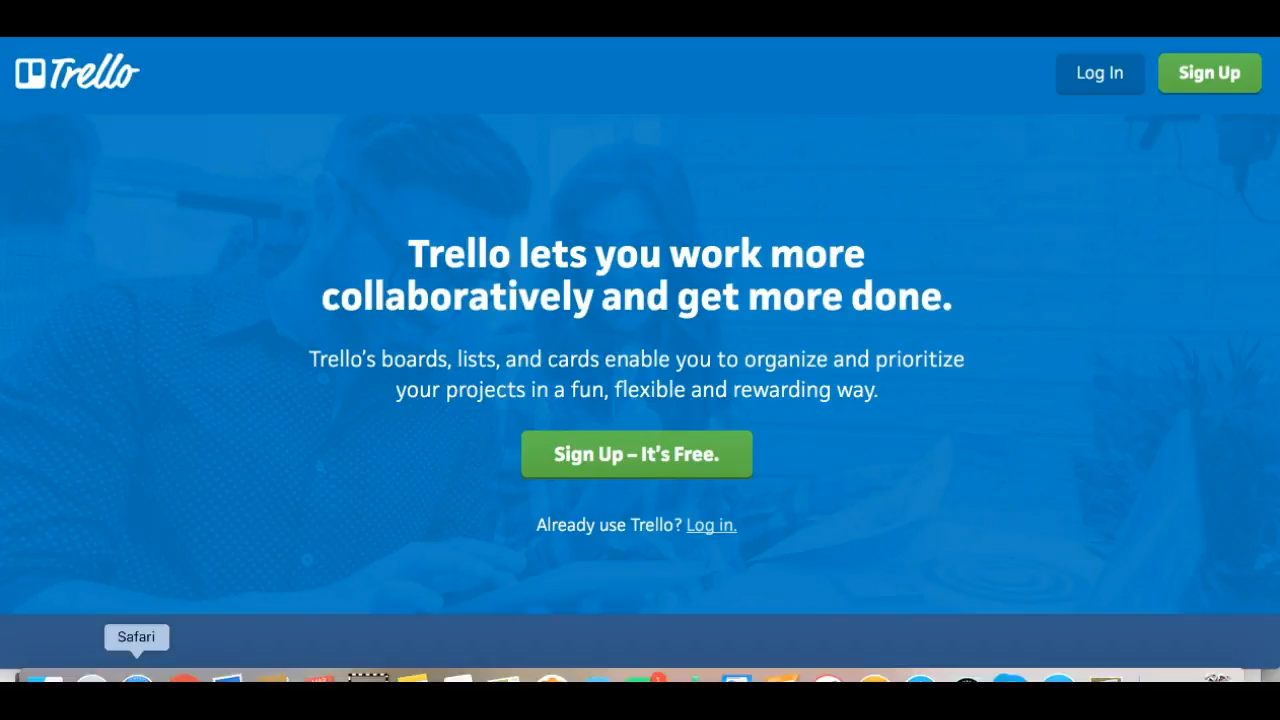 Trello
Log In
Sign Up
Trello lets you work more
collaboratively and get more done.
Trello’s boards, lists, and cards enable you to organize and prioritize
your projects in a fun, flexible and rewarding way.
Sign Up – It’s Free.
Already use Trello? Log in.
Safari